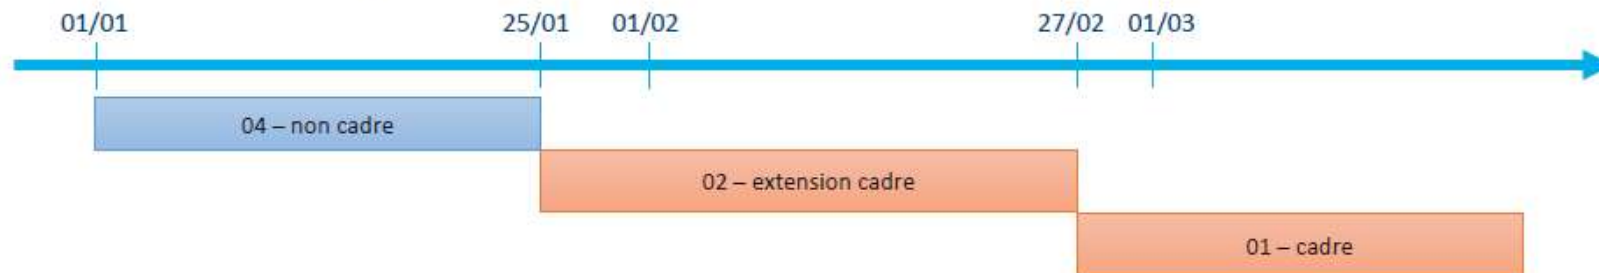 01/01 25/01 01/02 27/02 01/03
04 – non cadre
02 – extension cadre
01 – cadre